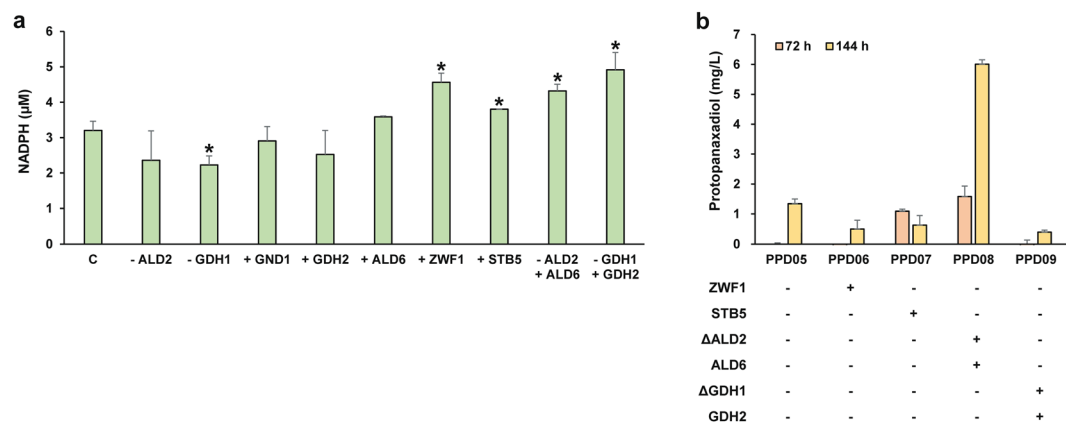 a
NADPH (µM)
6
5
4
3
2
1
0
*
*
*
*
*
C
- ALD2
- GDH1
+ GND1
+ GDH2
+ ALD6
+ ZWF1
+ STB5
- ALD2
+ ALD6
- GDH1
+ GDH2
b
Protopanaxadiol (mg/L)
7
6
5
4
3
2
1
0
72 h 144 h
PPD05 PPD06 PPD07 PPD08 PPD09
ZWF1 - + - - -
STB5 - - + - -
ΔALD2 - - - + -
ALD6 - - - + -
ΔGDH1 - - - - +
GDH2 - - - - +